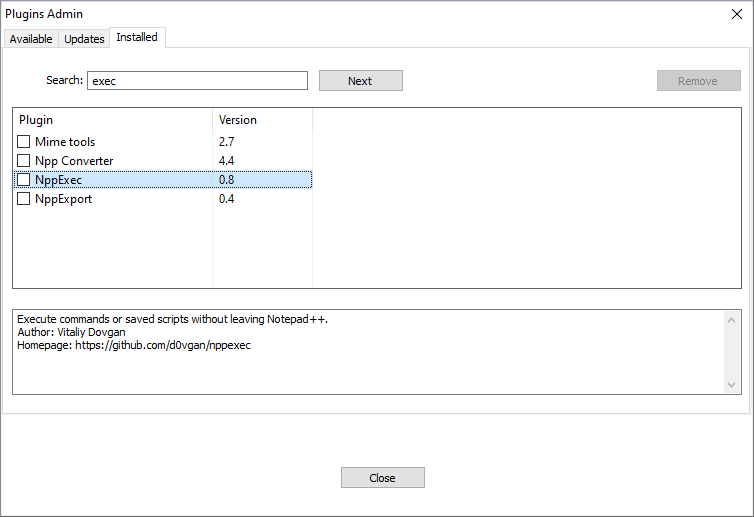 Plugins Admin
Available Updates Installed
Search: exec Next Remove
Plugin Version
Mime tools 2.7
Npp Converter 4.4
NppExec 0.8
NppExport 0.4
Execute commands or saved scripts without leaving Notepad++.
Author: Vitaliy Dovgan
Homepage: https://github.com/d0vgan/nppexec
Close